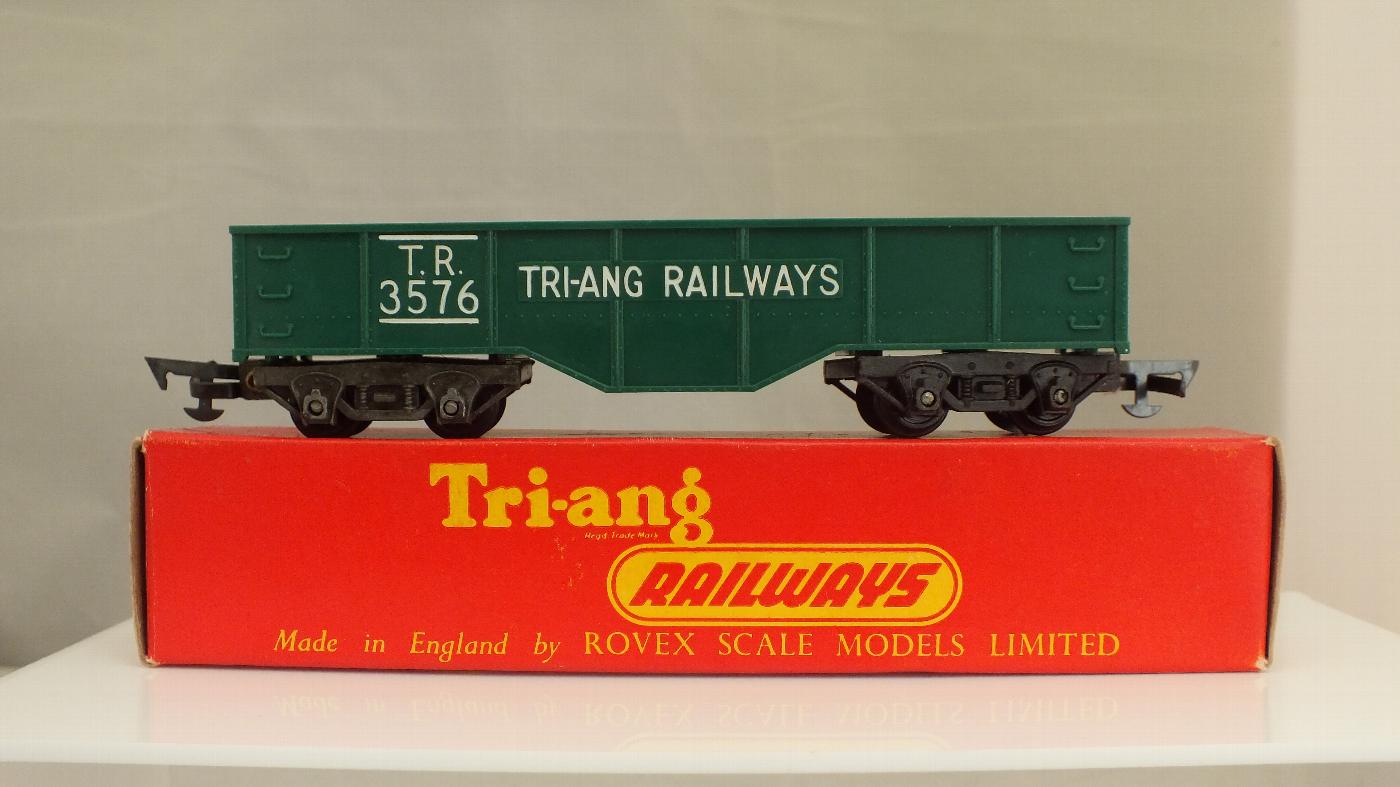 T.R.
3576
TRI-ANG RAILWAYS
Tri-ang
Regd. Trade Mark
RAILWAYS
Made in England by ROVEX SCALE MODELS LIMITED